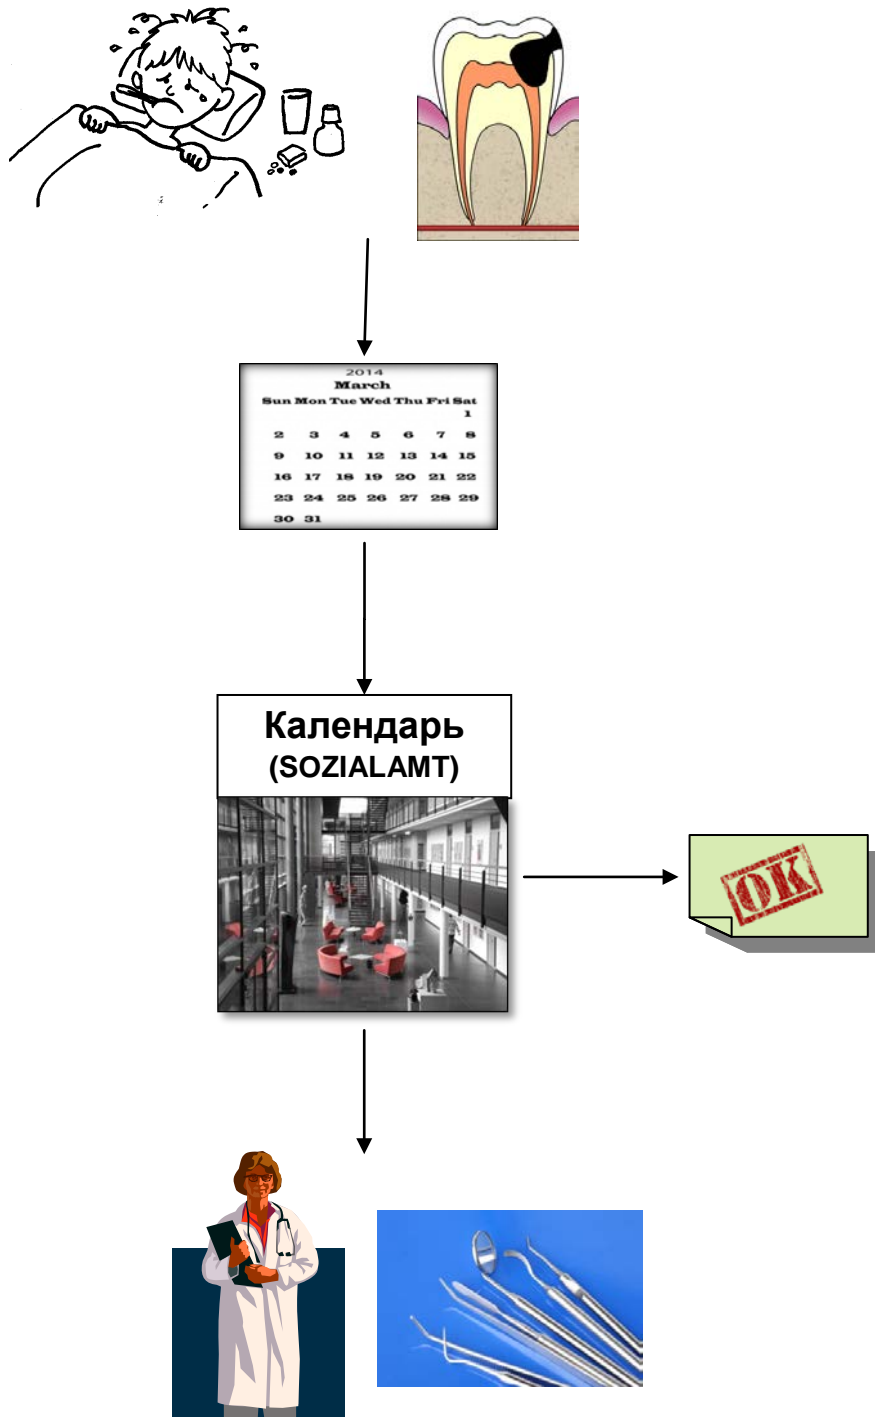 2014
March
Sun Mon Tue Wed Thu Fri Sat
1
2 3 4 5 6 7 8
9 10 11 12 13 14 15
16 17 18 19 20 21 22
23 24 25 26 27 28 29
30 31
Календарь
(SOZIALAMT)
OK